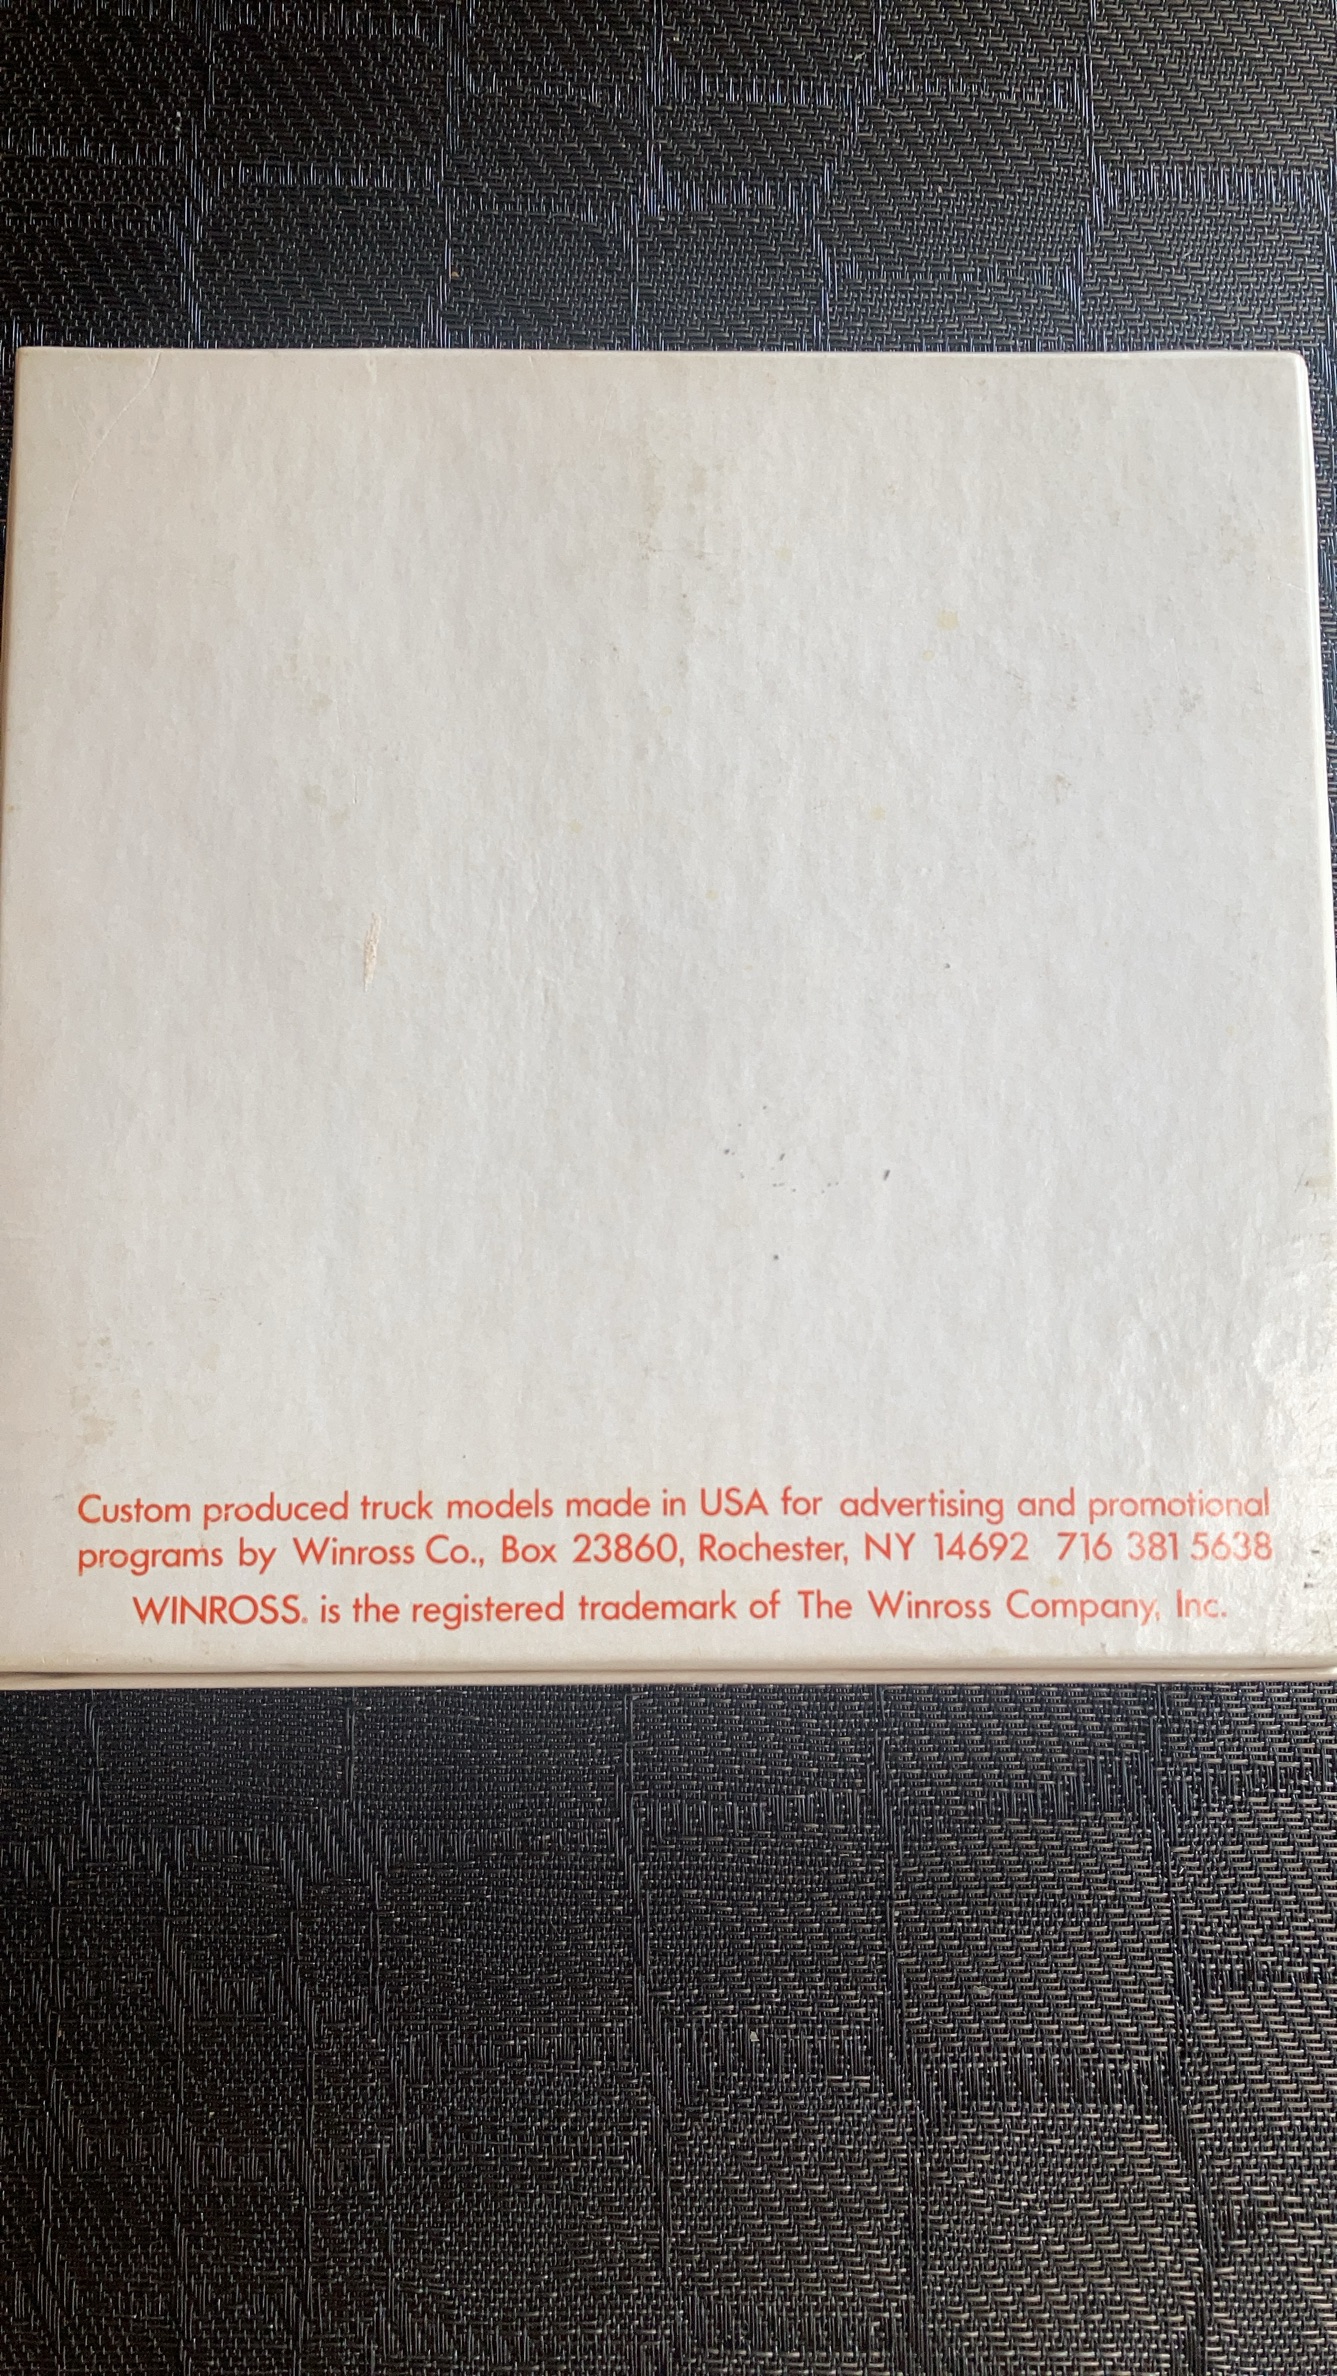 Custom produced truck models made in USA for advertising and promotional
programs by Winross Co., Box 23860, Rochester, NY 14692 716 381 5638
WINROSS® is the registered trademark of The Winross Company, Inc.